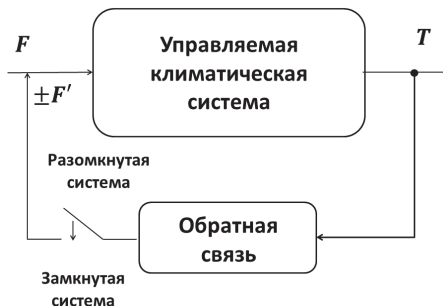 F
Управляемая
климатическая
система
T
±F′
Разомкнутая
система
Обратная
связь
Замкнутая
система